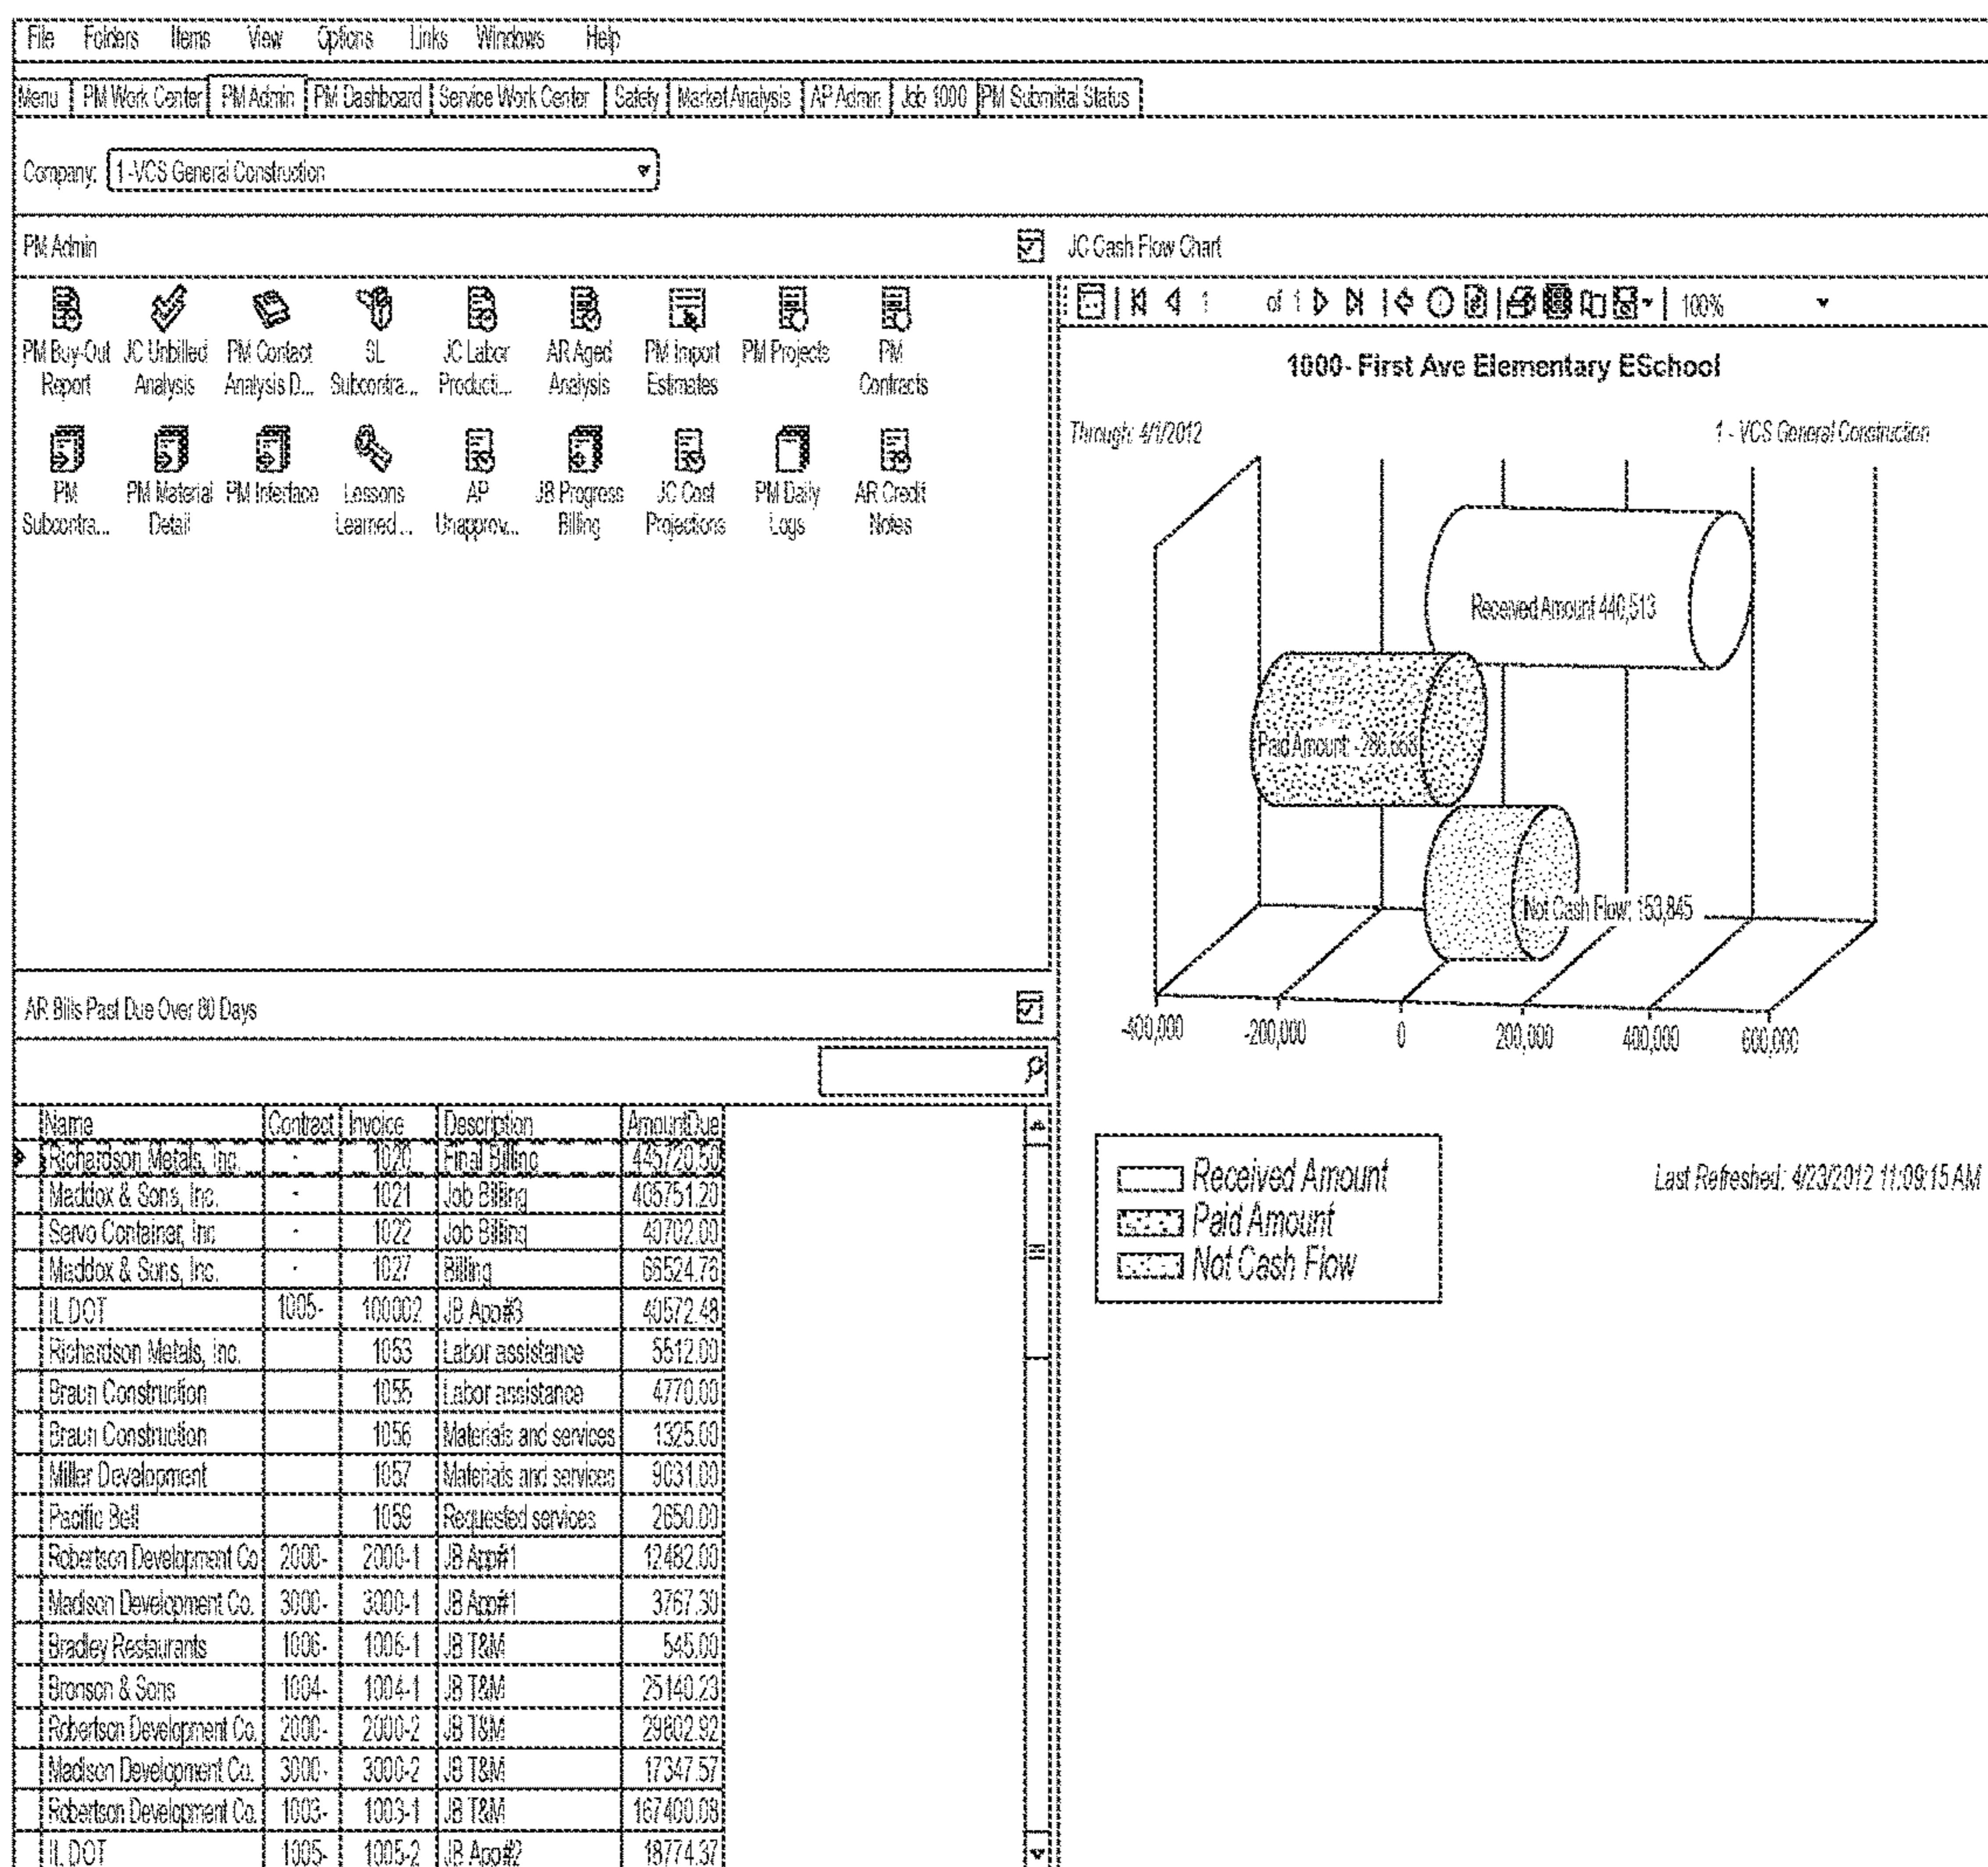 File Folders Items View Options Links Windows Help
Menu PM Work Center PM Admin PM Dashboard Service Work Center Safety Market Analysis AP Admin Job 1000 PM Submittal Status
Company: 1 -VCS General Construction
PM Admin
PM Buy-Out Report
JC Unbilled Analysis
PM Contact Analysis D...
SL Subcontra...
JC Labor Producti...
AR Aged Analysis
PM Import Estimates
PM Projects
PM Contracts
PM Subcontra...
PM Material Detail
PM Interface
Lessons Learned ...
AP Unapprov...
JB Progress Billing
JC Cost Projections
PM Daily Logs
AR Credit Notes
JC Cash Flow Chart
1 of 1 100%
1000- First Ave Elementary ESchool
Through: 4/1/2012
1 - VCS General Construction
Received Amount 440,513
Paid Amount: -286,668
Not Cash Flow: 153,845
-400,000 -200,000 0 200,000 400,000 600,000
Received Amount
Paid Amount
Not Cash Flow
Last Refreshed: 4/23/2012 11:09:15 AM
AR Bills Past Due Over 80 Days
Name Contract Invoice Description AmountDue
Richardson Metals, Inc. - 1020 Final Billing 445720.50
Maddox & Sons, Inc. - 1021 Job Billing 405751.20
Servo Container, Inc - 1022 Job Billing 40702.00
Maddox & Sons, Inc. - 1027 Billing 66524.76
IL DOT 1005- 100002 JB App#3 40572.48
Richardson Metals, Inc. 1053 Labor assistance 5512.00
Braun Construction 1055 Labor assistance 4770.00
Braun Construction 1056 Materials and services 1325.00
Miller Development 1057 Materials and services 9031.00
Pacific Bell 1059 Requested services 2650.00
Robertson Development Co 2000- 2000-1 JB App#1 12482.00
Madison Development Co. 3000- 3000-1 JB App#1 3767.30
Bradley Restaurants 1006- 1006-1 JB T&M 545.00
Bronson & Sons 1004- 1004-1 JB T&M 25140.23
Robertson Development Co. 2000- 2000-2 JB T&M 29802.92
Madison Development Co. 3000- 3000-2 JB T&M 17347.57
Robertson Development Co. 1003- 1003-1 JB T&M 167400.08
IL DOT 1005- 1005-2 JB App#2 18774.37